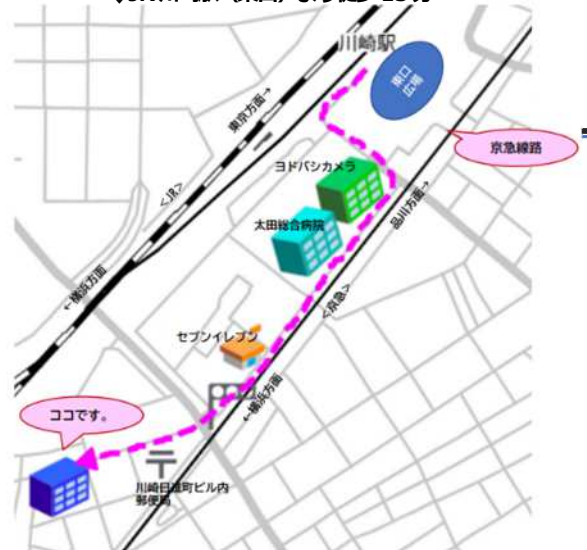 川崎駅
東口
広場
東京方面→
京急線路
ヨドバシカメラ
<JR>
品川方面→
太田総合病院
←横浜方面
<京急>
セブンイレブン
←横浜方面
ココです。
〒
川崎日進町ビル内
郵便局